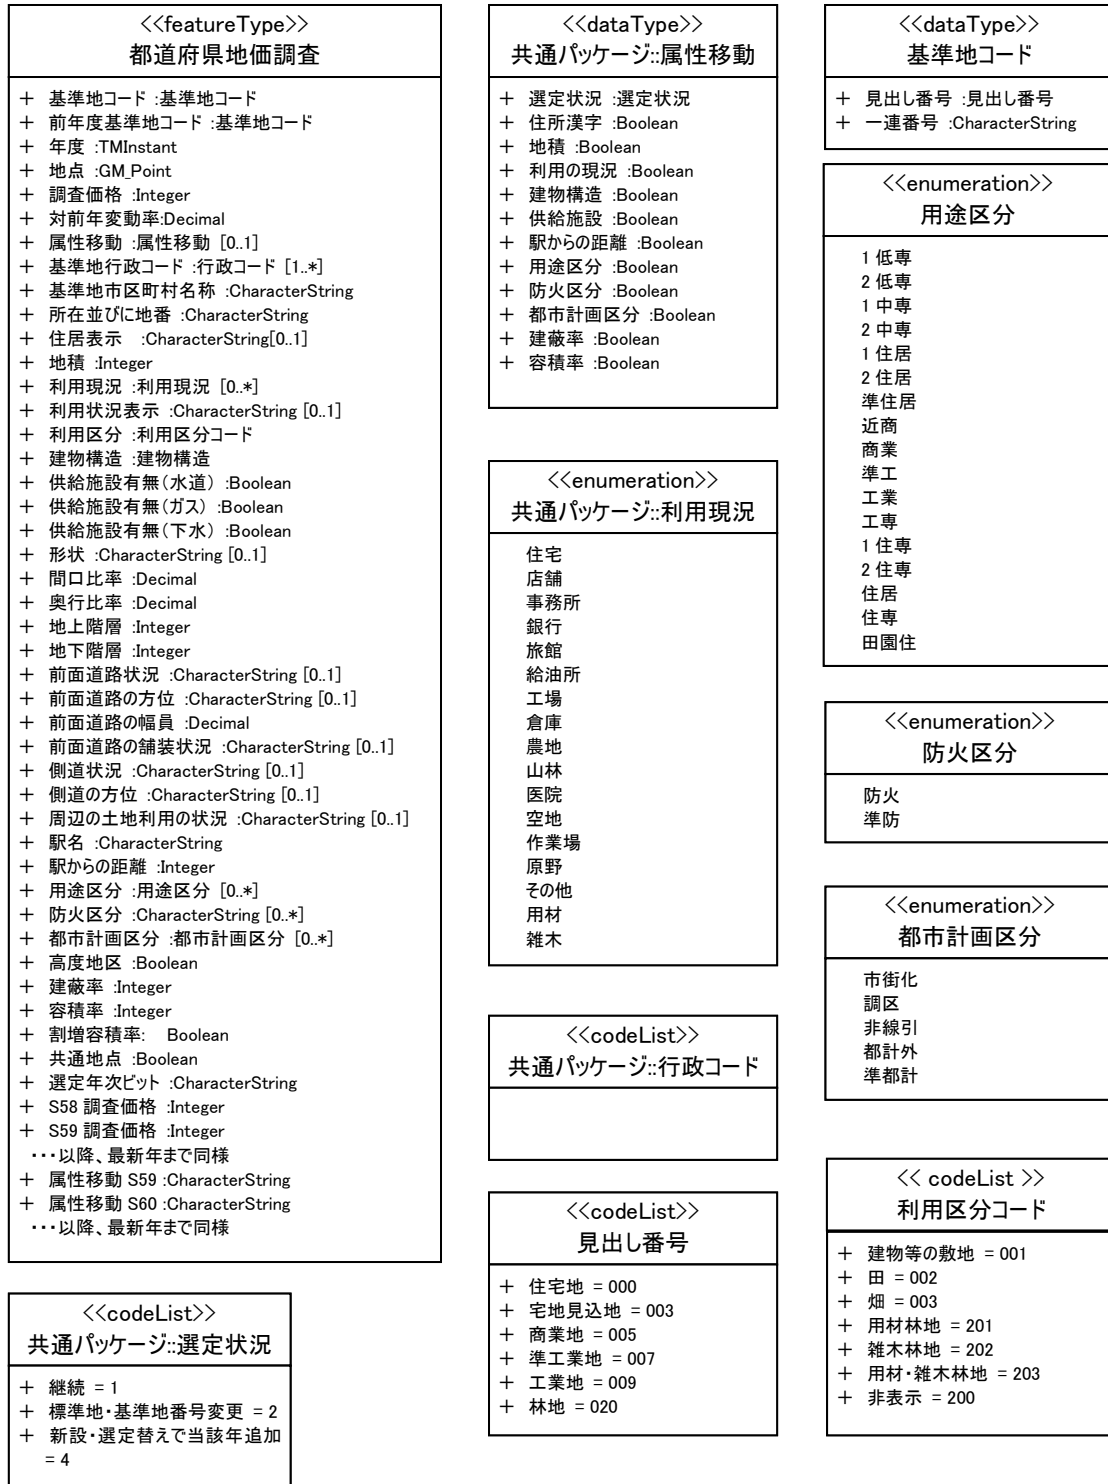 <<featureType>>
都道府県地価調査
+ 基準地コード :基準地コード
+ 前年度基準地コード :基準地コード
+ 年度 :TMInstant
+ 地点 :GM_Point
+ 調査価格 :Integer
+ 対前年変動率:Decimal
+ 属性移動 :属性移動 [0..1]
+ 基準地行政コード :行政コード [1..*]
+ 基準地市区町村名称 :CharacterString
+ 所在並びに地番 :CharacterString
+ 住居表示 :CharacterString[0..1]
+ 地積 :Integer
+ 利用現況 :利用現況 [0..*]
+ 利用状況表示 :CharacterString [0..1]
+ 利用区分 :利用区分コード
+ 建物構造 :建物構造
+ 供給施設有無(水道) :Boolean
+ 供給施設有無(ガス) :Boolean
+ 供給施設有無(下水) :Boolean
+ 形状 :CharacterString [0..1]
+ 間口比率 :Decimal
+ 奥行比率 :Decimal
+ 地上階層 :Integer
+ 地下階層 :Integer
+ 前面道路状況 :CharacterString [0..1]
+ 前面道路の方位 :CharacterString [0..1]
+ 前面道路の幅員 :Decimal
+ 前面道路の舗装状況 :CharacterString [0..1]
+ 側道状況 :CharacterString [0..1]
+ 側道の方位 :CharacterString [0..1]
+ 周辺の土地利用の状況 :CharacterString [0..1]
+ 駅名 :CharacterString
+ 駅からの距離 :Integer
+ 用途区分 :用途区分 [0..*]
+ 防火区分 :CharacterString [0..*]
+ 都市計画区分 :都市計画区分 [0..*]
+ 高度地区 :Boolean
+ 建蔽率 :Integer
+ 容積率 :Integer
+ 割増容積率: Boolean
+ 共通地点 :Boolean
+ 選定年次ビット :CharacterString
+ S58 調査価格 :Integer
+ S59 調査価格 :Integer
・・・以降、最新年まで同様
+ 属性移動 S59 :CharacterString
+ 属性移動 S60 :CharacterString
・・・以降、最新年まで同様
<<codeList>>
共通パッケージ::選定状況
+ 継続 = 1
+ 標準地・基準地番号変更 = 2
+ 新設・選定替えで当該年追加
= 4
<<dataType>>
共通パッケージ::属性移動
+ 選定状況 :選定状況
+ 住所漢字 :Boolean
+ 地積 :Boolean
+ 利用の現況 :Boolean
+ 建物構造 :Boolean
+ 供給施設 :Boolean
+ 駅からの距離 :Boolean
+ 用途区分 :Boolean
+ 防火区分 :Boolean
+ 都市計画区分 :Boolean
+ 建蔽率 :Boolean
+ 容積率 :Boolean
<<enumeration>>
共通パッケージ::利用現況
住宅
店舗
事務所
銀行
旅館
給油所
工場
倉庫
農地
山林
医院
空地
作業場
原野
その他
用材
雑木
<<codeList>>
共通パッケージ::行政コード
<<codeList>>
見出し番号
+ 住宅地 = 000
+ 宅地見込地 = 003
+ 商業地 = 005
+ 準工業地 = 007
+ 工業地 = 009
+ 林地 = 020
<<dataType>>
基準地コード
+ 見出し番号 :見出し番号
+ 一連番号 :CharacterString
<<enumeration>>
用途区分
1 低専
2 低専
1 中専
2 中専
1 住居
2 住居
準住居
近商
商業
準工
工業
工専
1 住専
2 住専
住居
住専
田園住
<<enumeration>>
防火区分
防火
準防
<<enumeration>>
都市計画区分
市街化
調区
非線引
都計外
準都計
<< codeList >>
利用区分コード
+ 建物等の敷地 = 001
+ 田 = 002
+ 畑 = 003
+ 用材林地 = 201
+ 雑木林地 = 202
+ 用材・雑木林地 = 203
+ 非表示 = 200